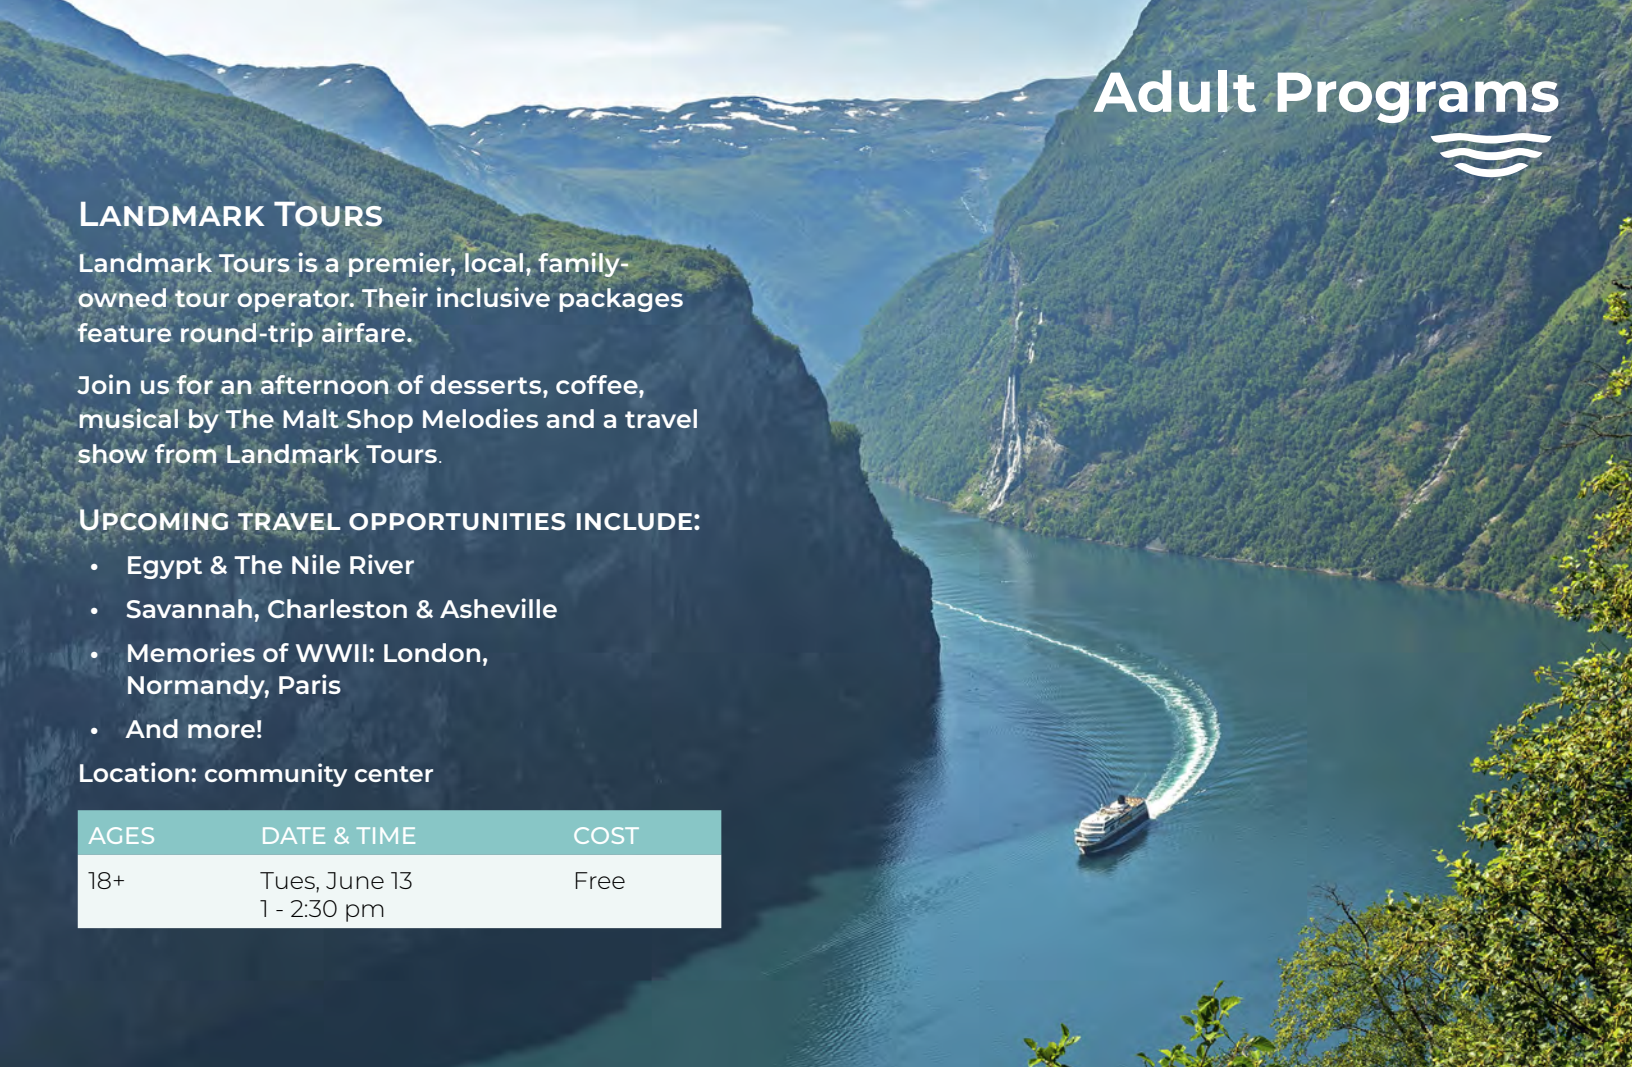 Adult Programs
Landmark Tours
Landmark Tours is a premier, local, family-
owned tour operator. Their inclusive packages
feature round-trip airfare.
Join us for an afternoon of desserts, coffee,
musical by The Malt Shop Melodies and a travel
show from Landmark Tours.
Upcoming travel opportunities include:
• Egypt & The Nile River
• Savannah, Charleston & Asheville
• Memories of WWII: London,
Normandy, Paris
• And more!
Location: community center
AGES DATE & TIME COST
18+ Tues, June 13 Free
1 - 2:30 pm